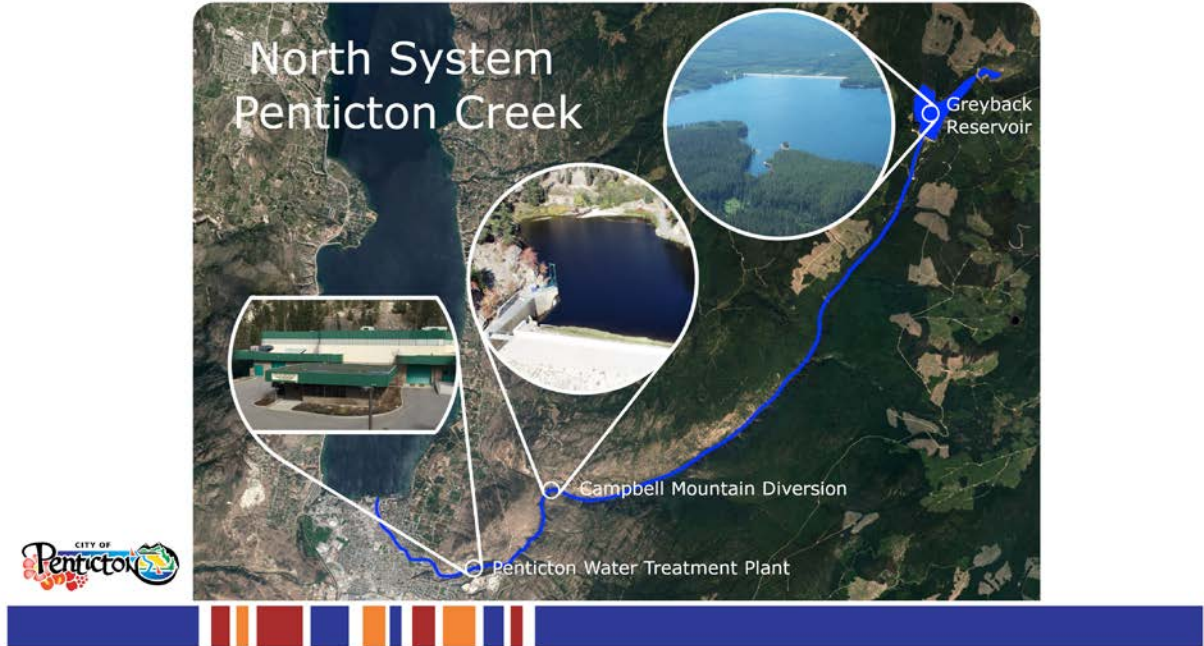 North System
Penticton Creek
Greyback
Reservoir
Campbell Mountain Diversion
Penticton Water Treatment Plant
CITY OF
Penticton